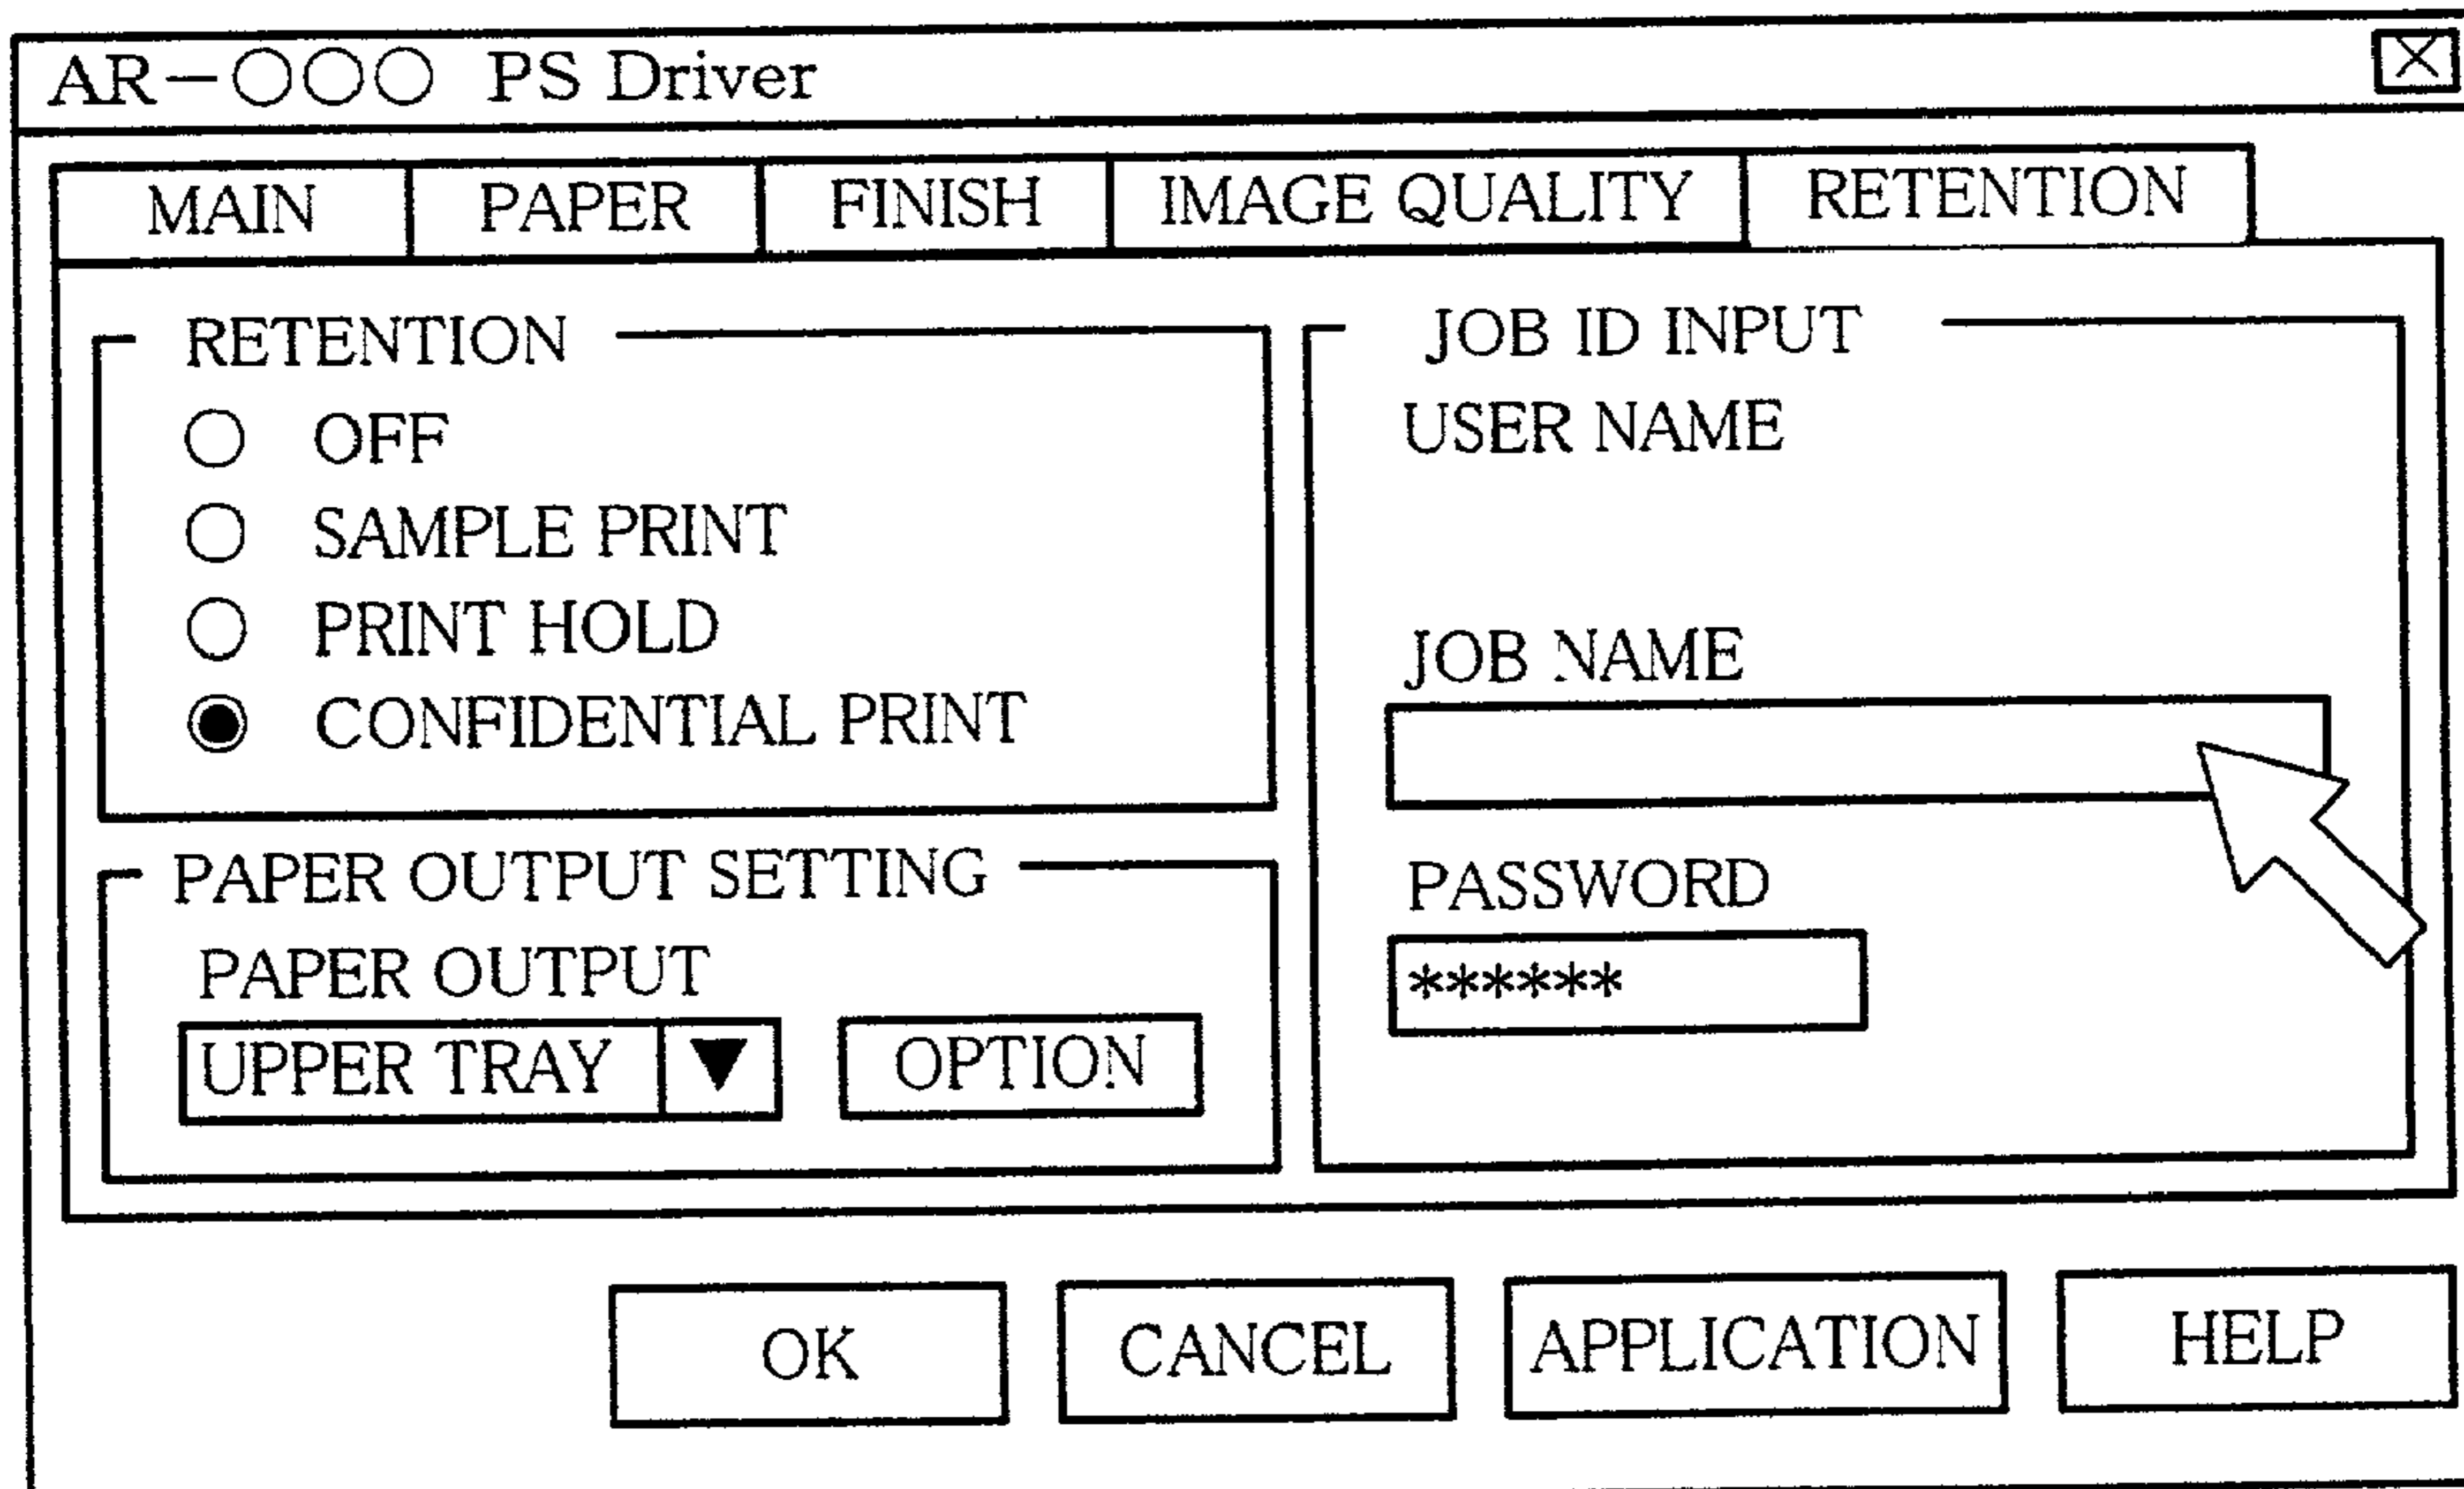 AR-○○○ PS Driver
MAIN PAPER FINISH IMAGE QUALITY RETENTION
RETENTION
OFF
SAMPLE PRINT
PRINT HOLD
CONFIDENTIAL PRINT
PAPER OUTPUT SETTING
PAPER OUTPUT
UPPER TRAY ▼ OPTION
JOB ID INPUT
USER NAME
JOB NAME
PASSWORD
******
OK CANCEL APPLICATION HELP